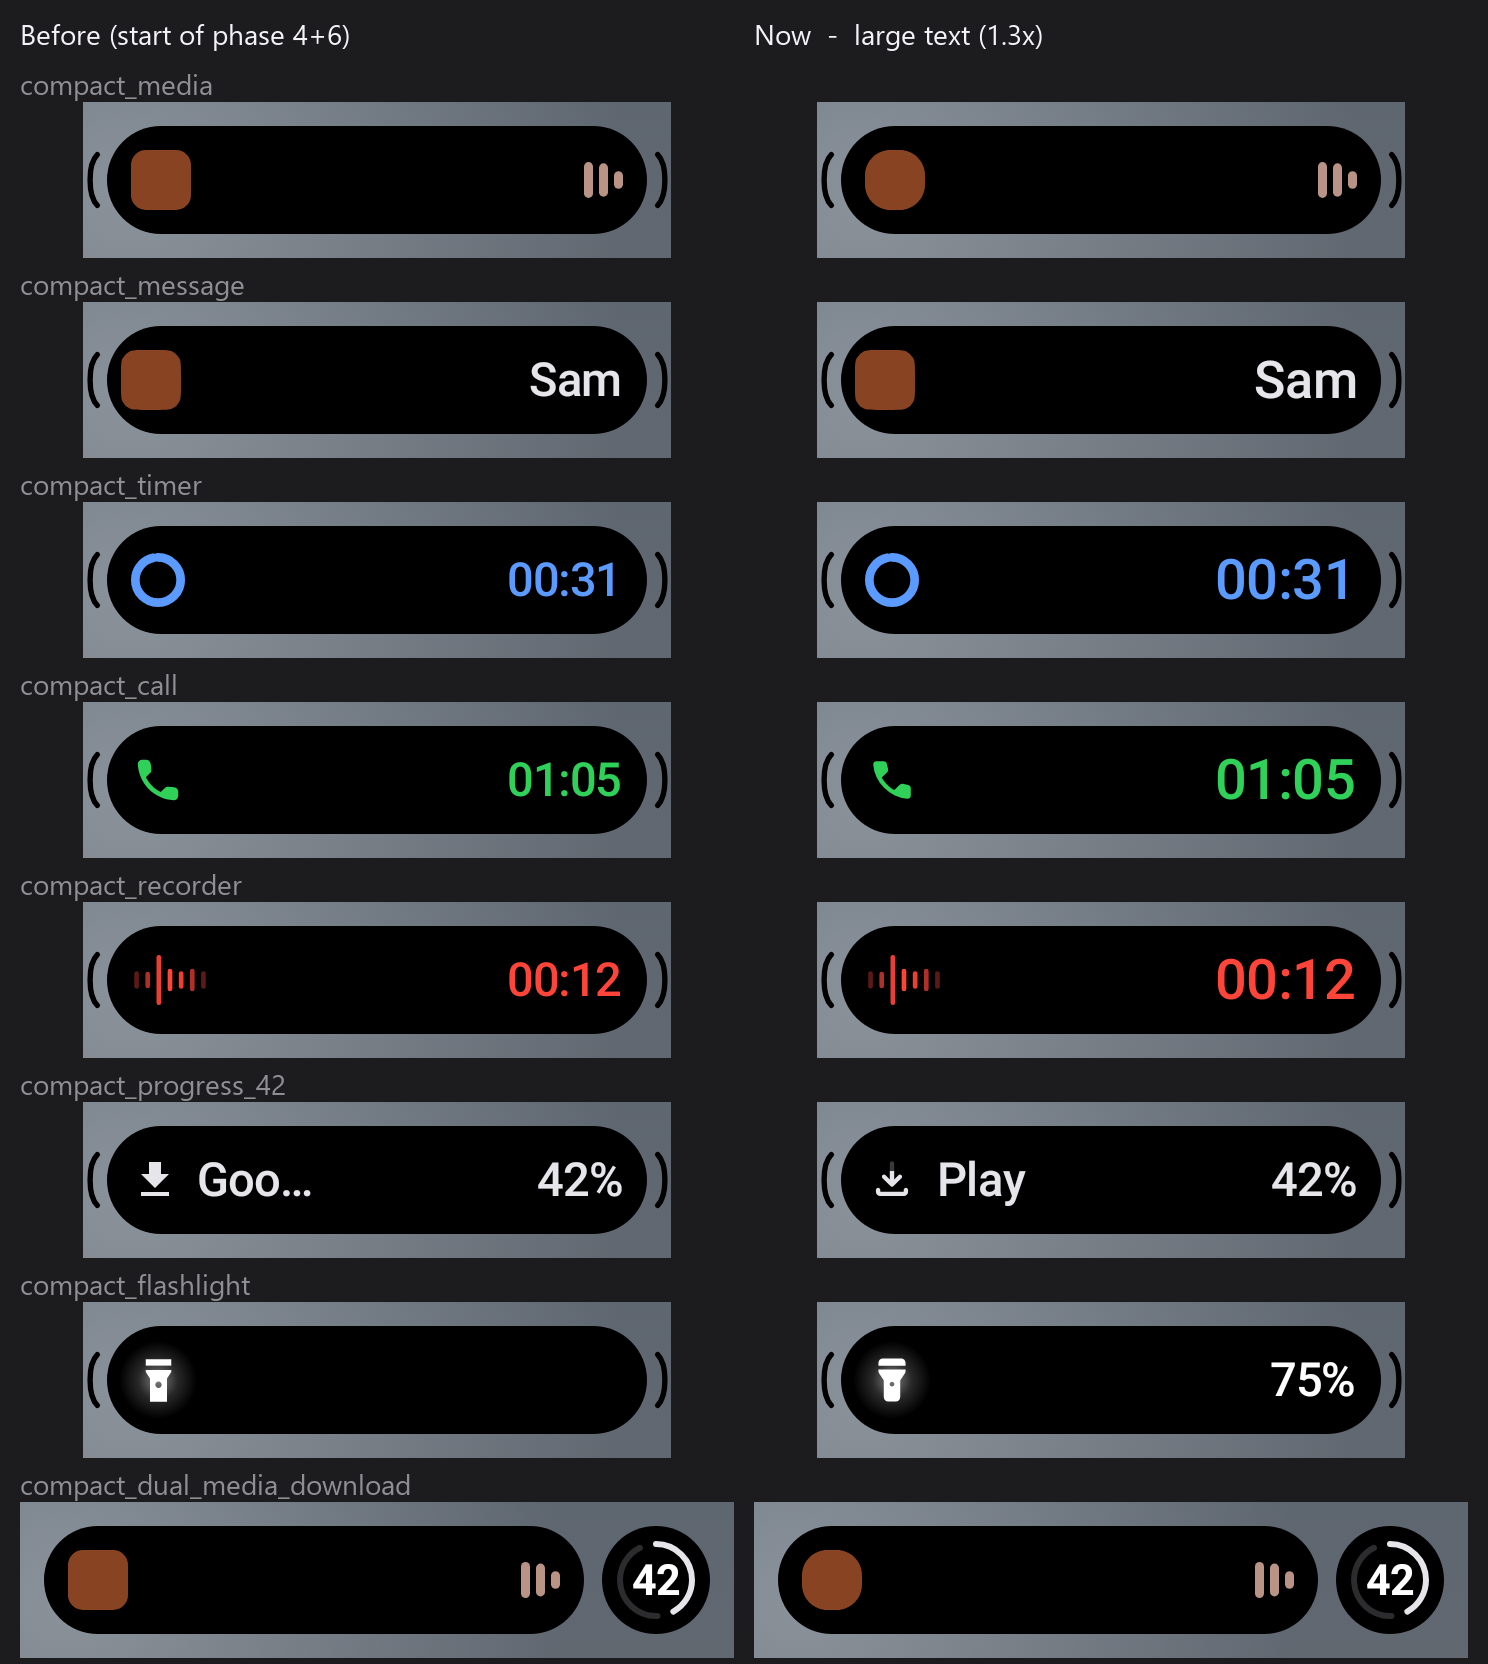 Before (start of phase 4+6)
Now - large text (1.3x)
compact_media
compact_message
Sam
Sam
compact_timer
00:31
00:31
compact_call
01:05
01:05
compact_recorder
00:12
00:12
compact_progress_42
Goo... 42%
Play 42%
compact_flashlight
75%
compact_dual_media_download
42
42